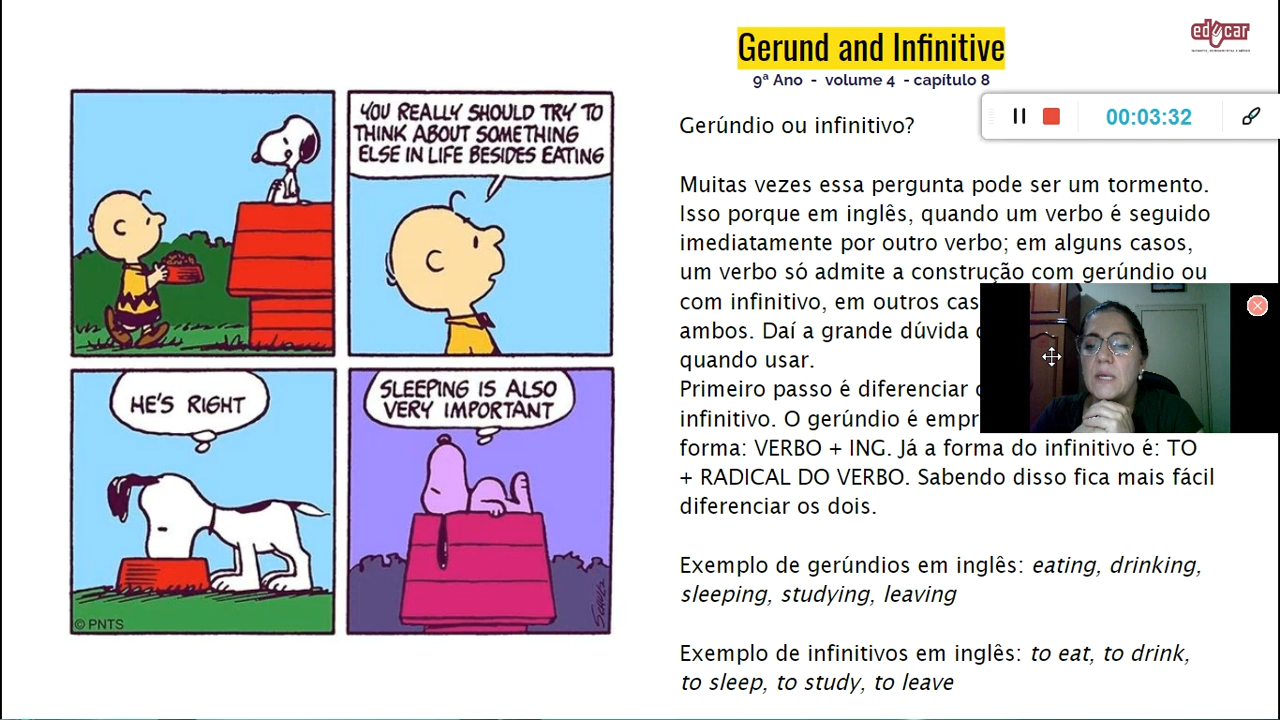 Gerund and Infinitive
9ª Ano - volume 4 - capítulo 8
educar
00:03:32
YOU REALLY SHOULD TRY TO
THINK ABOUT SOMETHING
ELSE IN LIFE BESIDES EATING
HE'S RIGHT
SLEEPING IS ALSO
VERY IMPORTANT
© PNTS
SCHULZ
Gerúndio ou infinitivo?
Muitas vezes essa pergunta pode ser um tormento.
Isso porque em inglês, quando um verbo é seguido
imediatamente por outro verbo; em alguns casos,
um verbo só admite a construção com gerúndio ou
com infinitivo, em outros
ambos. Daí a grande dúvida
quando usar.
Primeiro passo é diferenciar
infinitivo. O gerúndio é
forma: VERBO + ING. Já a forma do infinitivo é: TO
+ RADICAL DO VERBO. Sabendo disso fica mais fácil
diferenciar os dois.
Exemplo de gerúndios em inglês: eating, drinking,
sleeping, studying, leaving
Exemplo de infinitivos em inglês: to eat, to drink,
to sleep, to study, to leave